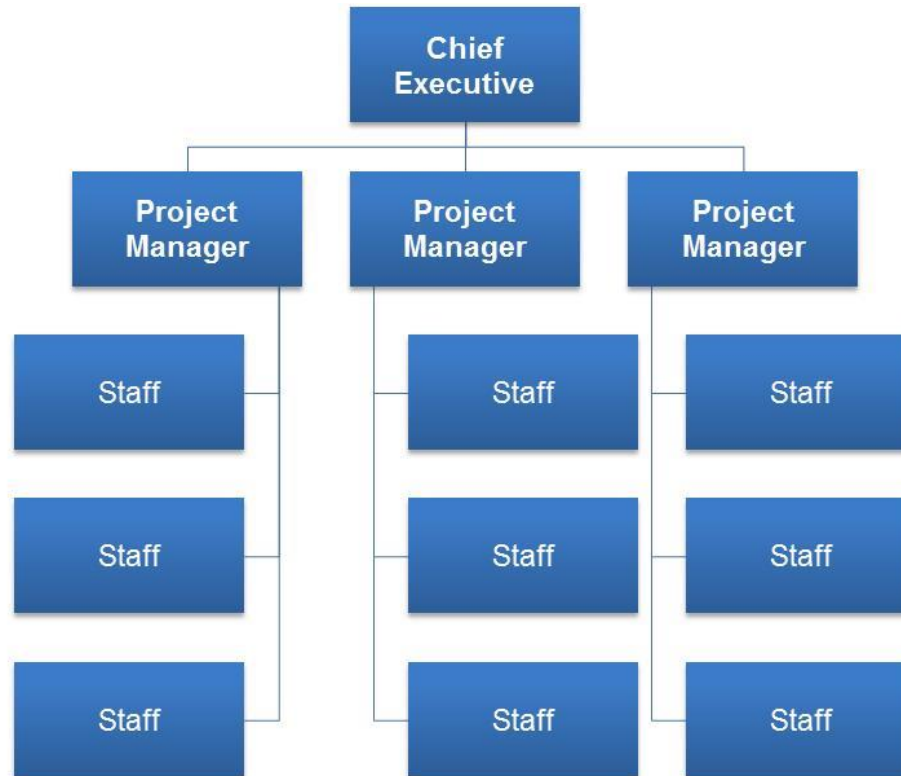 Chief
Executive
Project
Manager
Project
Manager
Project
Manager
Staff
Staff
Staff
Staff
Staff
Staff
Staff
Staff
Staff